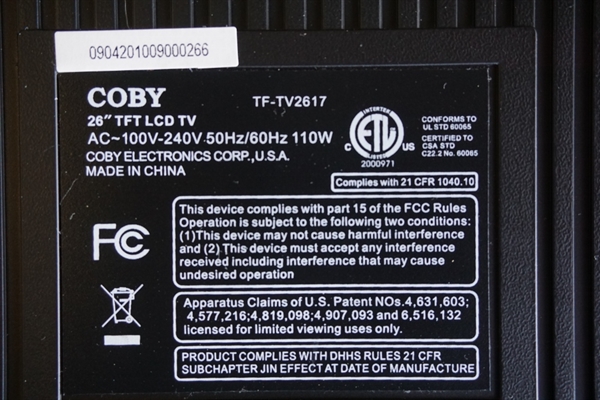 0904201009000266
COBY TF-TV2617
26" TFT LCD TV
AC~100V-240V 50Hz/60Hz 110W
COBY ELECTRONICS CORP.,U.S.A.
MADE IN CHINA
INTERTEK
ETL
C US
LISTED
2000971
CONFORMS TO
UL STD 60065
CERTIFIED TO
CSA STD
C22.2 No. 60065
Complies with 21 CFR 1040.10
FC
This device complies with part 15 of the FCC Rules
Operation is subject to the following two conditions:
(1)This device may not cause harmful interference
and (2) This device must accept any interference
received including interference that may cause
undesired operation
Apparatus Claims of U.S. Patent NOs.4,631,603;
4,577,216;4,819,098;4,907,093 and 6,516,132
licensed for limited viewing uses only.
PRODUCT COMPLIES WITH DHHS RULES 21 CFR
SUBCHAPTER JIN EFFECT AT DATE OF MANUFACTURE